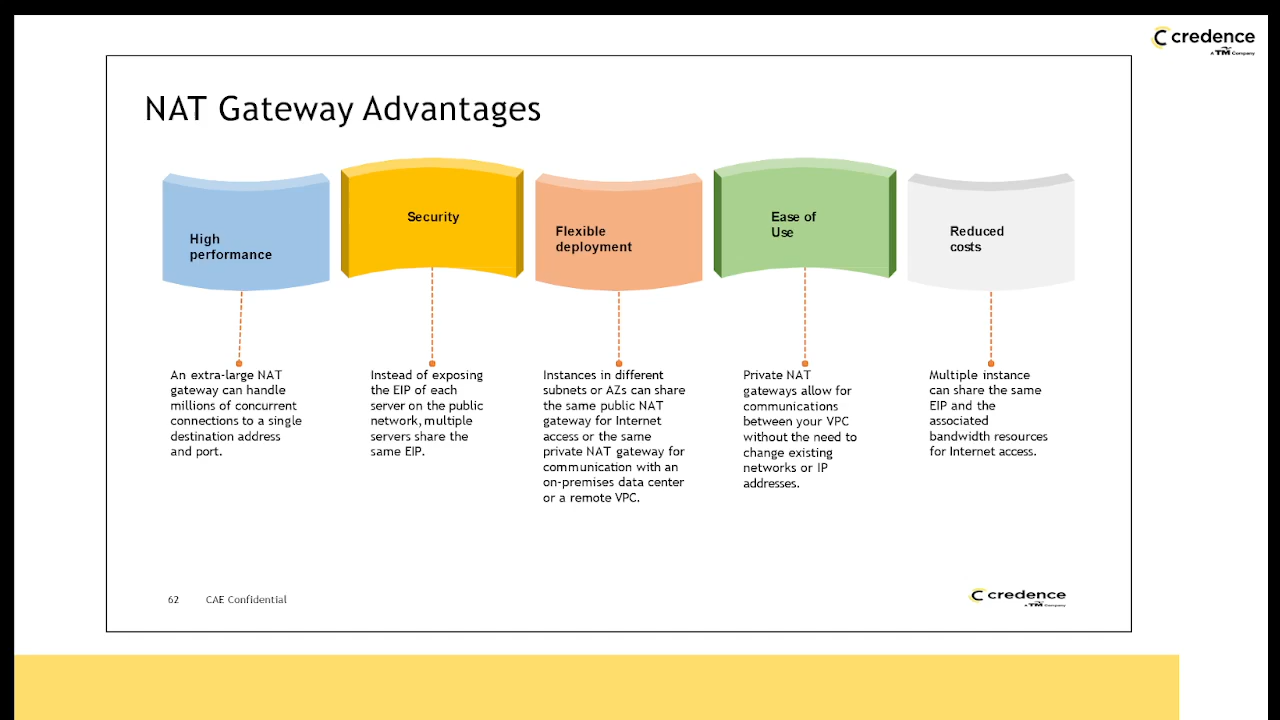 credence
A TM Company
NAT Gateway Advantages
High
performance
Security
Flexible
deployment
Ease of
Use
Reduced
costs
An extra-large NAT
gateway can handle
millions of concurrent
connections to a single
destination address
and port.
Instead of exposing
the EIP of each
server on the public
network, multiple
servers share the
same EIP.
Instances in different
subnets or AZs can share
the same public NAT
gateway for Internet
access or the same
private NAT gateway for
communication with an
on-premises data center
or a remote VPC.
Private NAT
gateways allow for
communications
between your VPC
without the need to
change existing
networks or IP
addresses.
Multiple instance
can share the same
EIP and the
associated
bandwidth resources
for Internet access.
62 CAE Confidential
credence
A TM Company